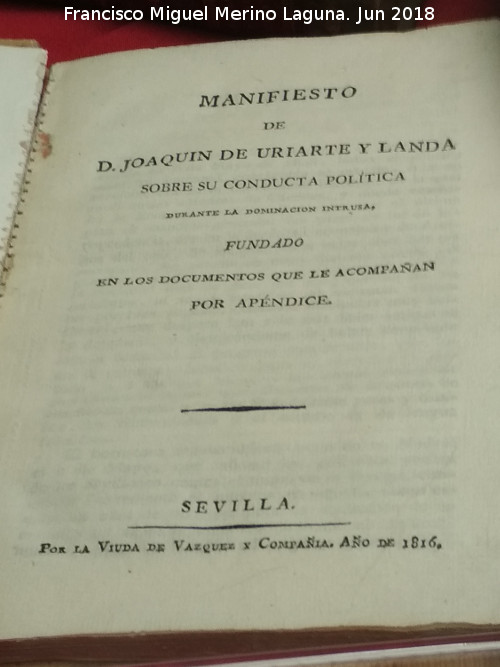 Francisco Miguel Merino Laguna. Jun 2018
MANIFIESTO
DE
D. JOAQUIN DE URIARTE Y LANDA
SOBRE SU CONDUCTA POLÍTICA
DURANTE LA DOMINACION INTRUSA,
FUNDADO
EN LOS DOCUMENTOS QUE LE ACOMPAÑAN
POR APÉNDICE.
SEVILLA.
POR LA VIUDA DE VAZQUEZ Y COMPAÑIA. AÑO DE 1816.